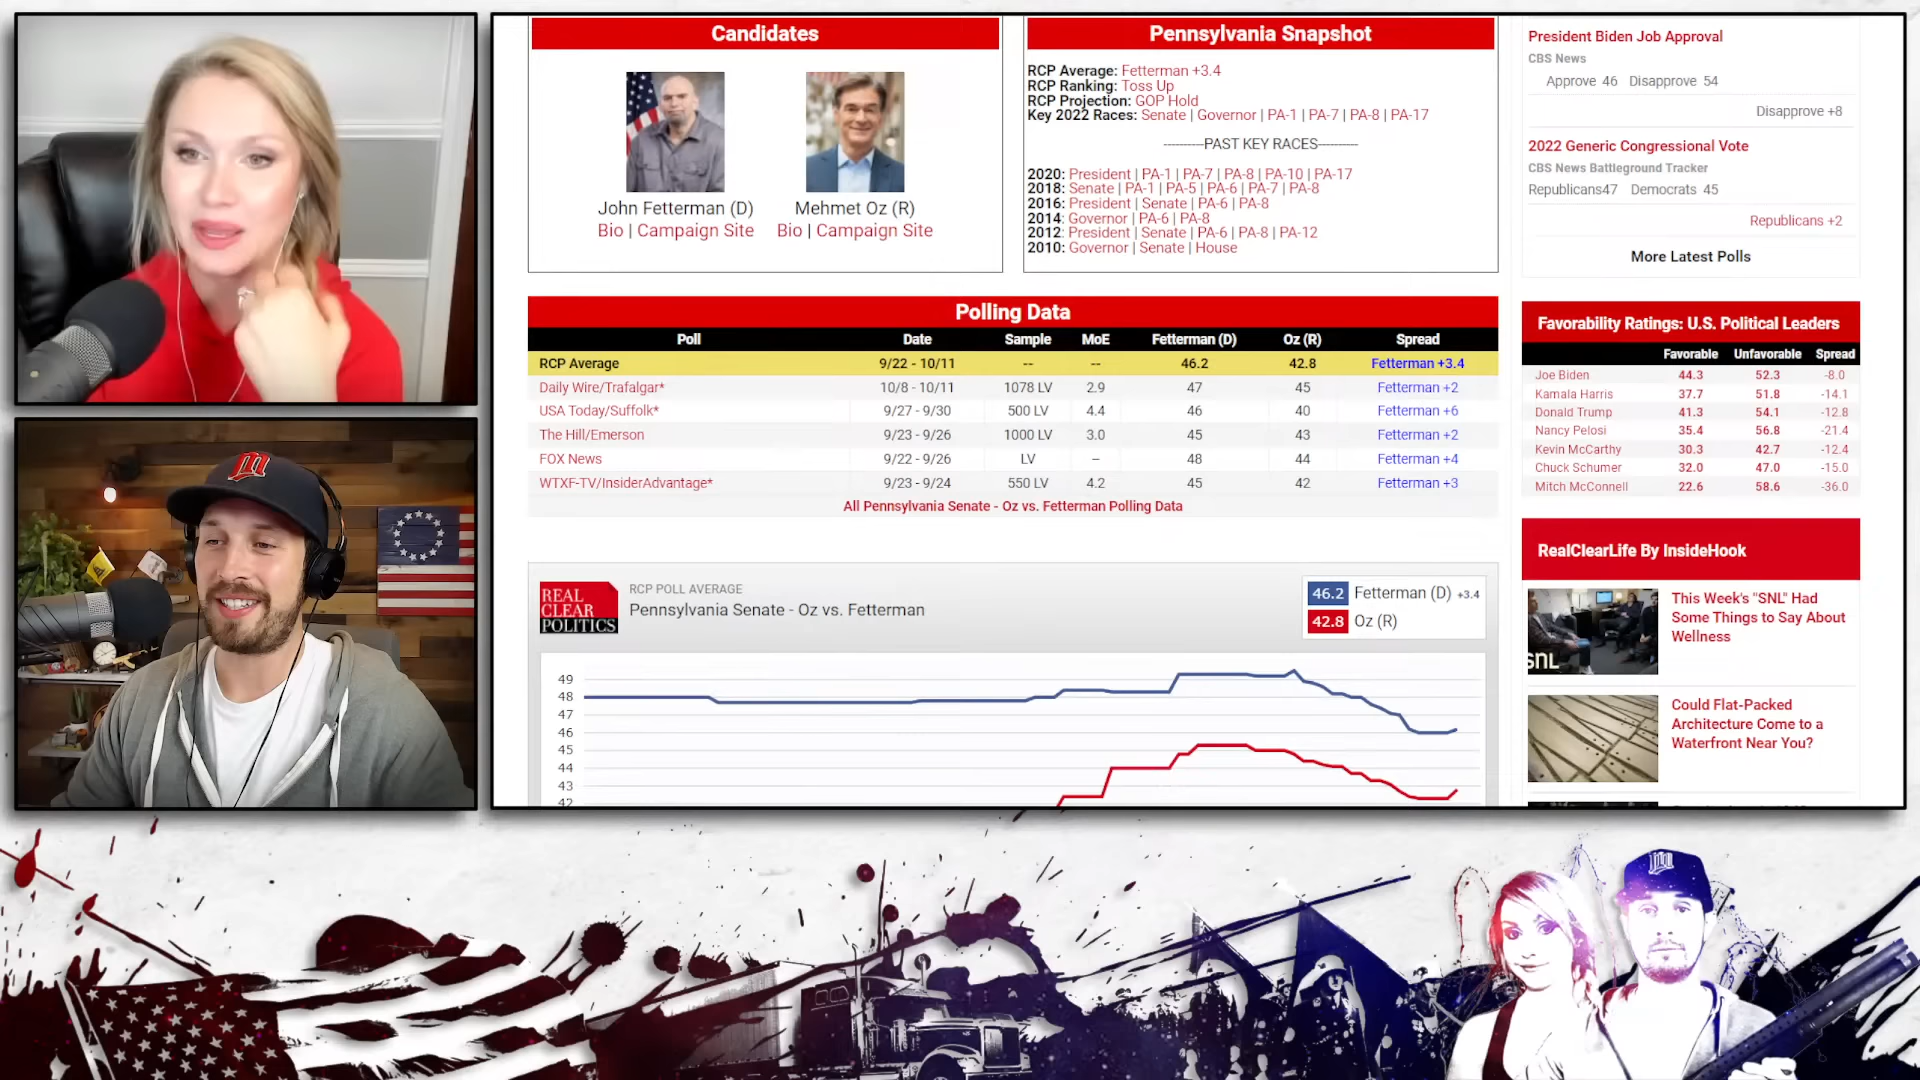 Candidates
John Fetterman (D)
Bio | Campaign Site
Mehmet Oz (R)
Bio | Campaign Site
Pennsylvania Snapshot
RCP Average: Fetterman +3.4
RCP Ranking: Toss Up
RCP Projection: GOP Hold
Key 2022 Races: Senate | Governor | PA-1 | PA-7 | PA-8 | PA-17
----------PAST KEY RACES----------
2020: President | PA-1 | PA-7 | PA-8 | PA-10 | PA-17
2018: Senate | PA-1 | PA-5 | PA-6 | PA-7 | PA-8
2016: President | Senate | PA-6 | PA-8
2014: Governor | PA-6 | PA-8
2012: President | Senate | PA-6 | PA-8 | PA-12
2010: Governor | Senate | House
Polling Data
Poll Date Sample MoE Fetterman (D) Oz (R) Spread
RCP Average 9/22 - 10/11 -- -- 46.2 42.8 Fetterman +3.4
Daily Wire/Trafalgar* 10/8 - 10/11 1078 LV 2.9 47 45 Fetterman +2
USA Today/Suffolk* 9/27 - 9/30 500 LV 4.4 46 40 Fetterman +6
The Hill/Emerson 9/23 - 9/26 1000 LV 3.0 45 43 Fetterman +2
FOX News 9/22 - 9/26 LV -- 48 44 Fetterman +4
WTXF-TV/InsiderAdvantage* 9/23 - 9/24 550 LV 4.2 45 42 Fetterman +3
All Pennsylvania Senate - Oz vs. Fetterman Polling Data
REAL
CLEAR
POLITICS
RCP POLL AVERAGE
Pennsylvania Senate - Oz vs. Fetterman
46.2 Fetterman (D) +3.4
42.8 Oz (R)
49
48
47
46
45
44
43
42
President Biden Job Approval
CBS News
Approve 46 Disapprove 54
Disapprove +8
2022 Generic Congressional Vote
CBS News Battleground Tracker
Republicans47 Democrats 45
Republicans +2
More Latest Polls
Favorability Ratings: U.S. Political Leaders
Favorable Unfavorable Spread
Joe Biden 44.3 52.3 -8.0
Kamala Harris 37.7 51.8 -14.1
Donald Trump 41.3 54.1 -12.8
Nancy Pelosi 35.4 56.8 -21.4
Kevin McCarthy 30.3 42.7 -12.4
Chuck Schumer 32.0 47.0 -15.0
Mitch McConnell 22.6 58.6 -36.0
RealClearLife By InsideHook
SNL
This Week's "SNL" Had
Some Things to Say About
Wellness
Could Flat-Packed
Architecture Come to a
Waterfront Near You?